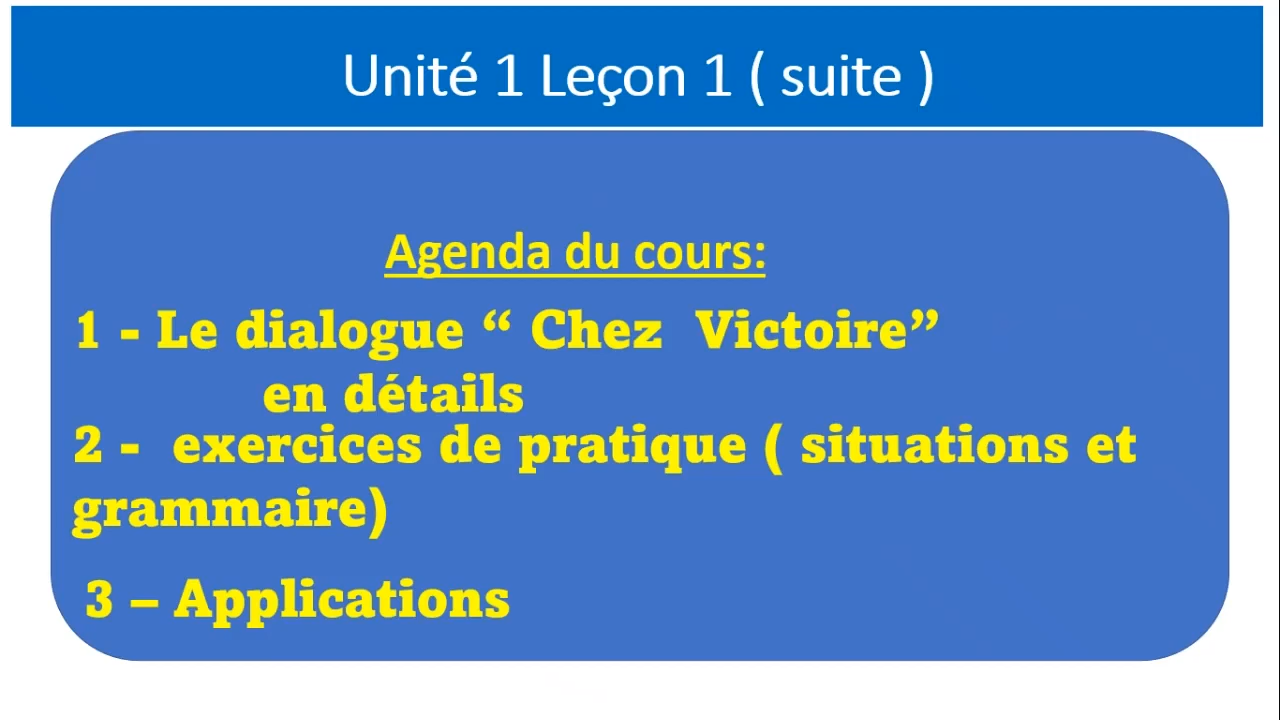 Unité 1 Leçon 1 ( suite )
Agenda du cours:
1 - Le dialogue “ Chez Victoire”
en détails
2 - exercices de pratique ( situations et
grammaire)
3 – Applications